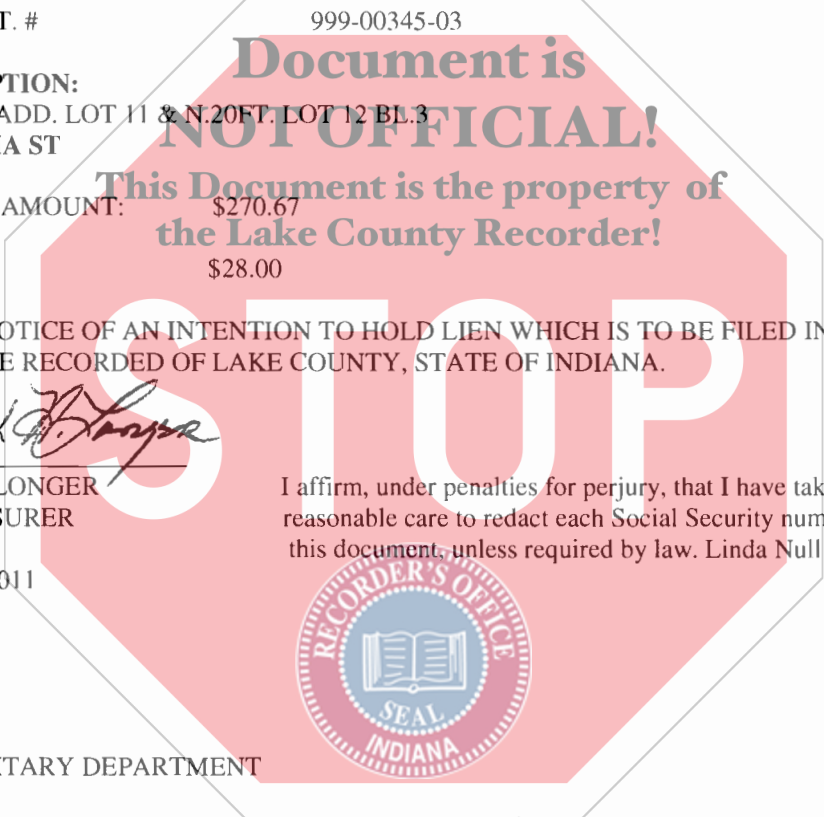 T. # 999-00345-03
Document is
PTION:
ADD. LOT 11 & N.20FT. LOT 12 BL.3
NOT OFFICIAL!
IA ST
This Document is the property of
AMOUNT: $270.67
the Lake County Recorder!
$28.00
STOP
OTICE OF AN INTENTION TO HOLD LIEN WHICH IS TO BE FILED IN
E RECORDED OF LAKE COUNTY, STATE OF INDIANA.
LONGER
SURER
I affirm, under penalties for perjury, that I have tak
reasonable care to redact each Social Security num
this document, unless required by law. Linda Null
011
RECORDER'S OFFICE
SEAL
INDIANA
ITARY DEPARTMENT